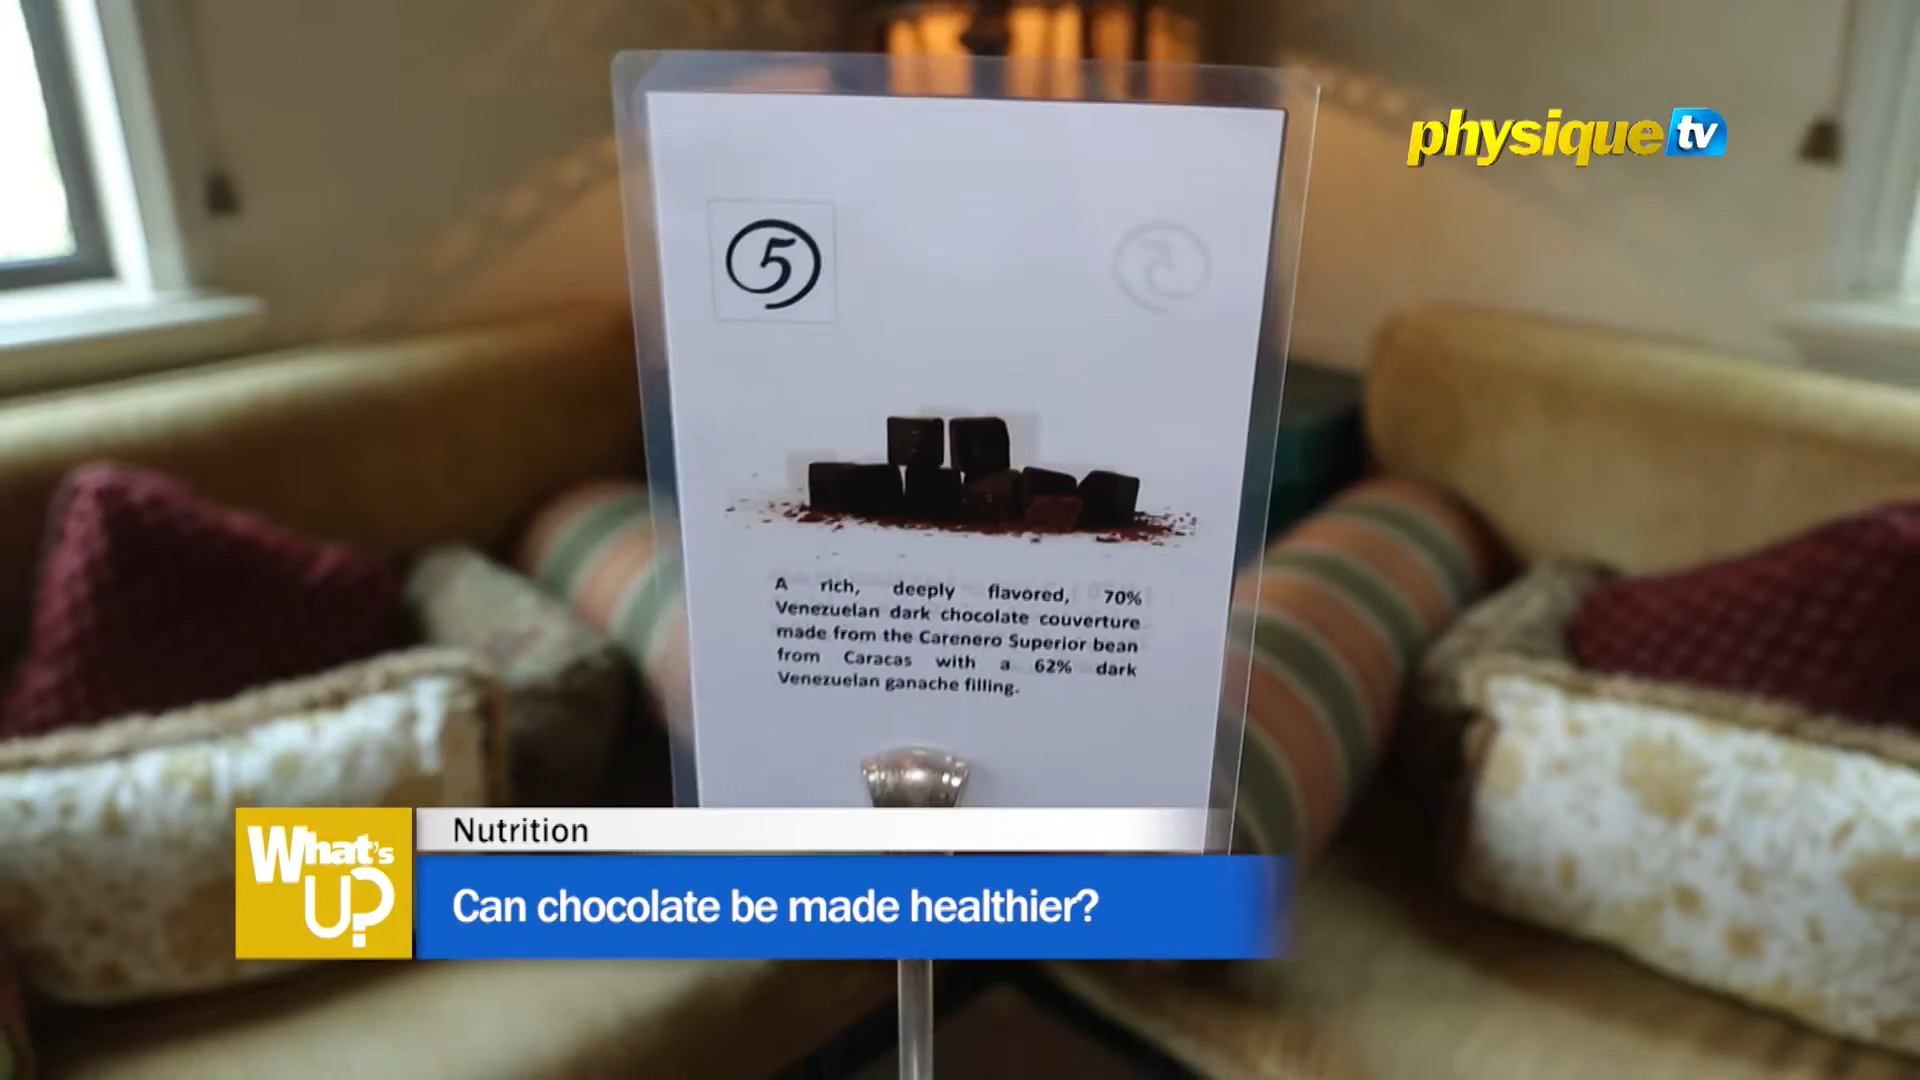 physique tv
5
A rich, deeply flavored, 70%
Venezuelan dark chocolate couverture
made from the Carenero Superior bean
from Caracas with a 62% dark
Venezuelan ganache filling.
What's
Up?
Nutrition
Can chocolate be made healthier?